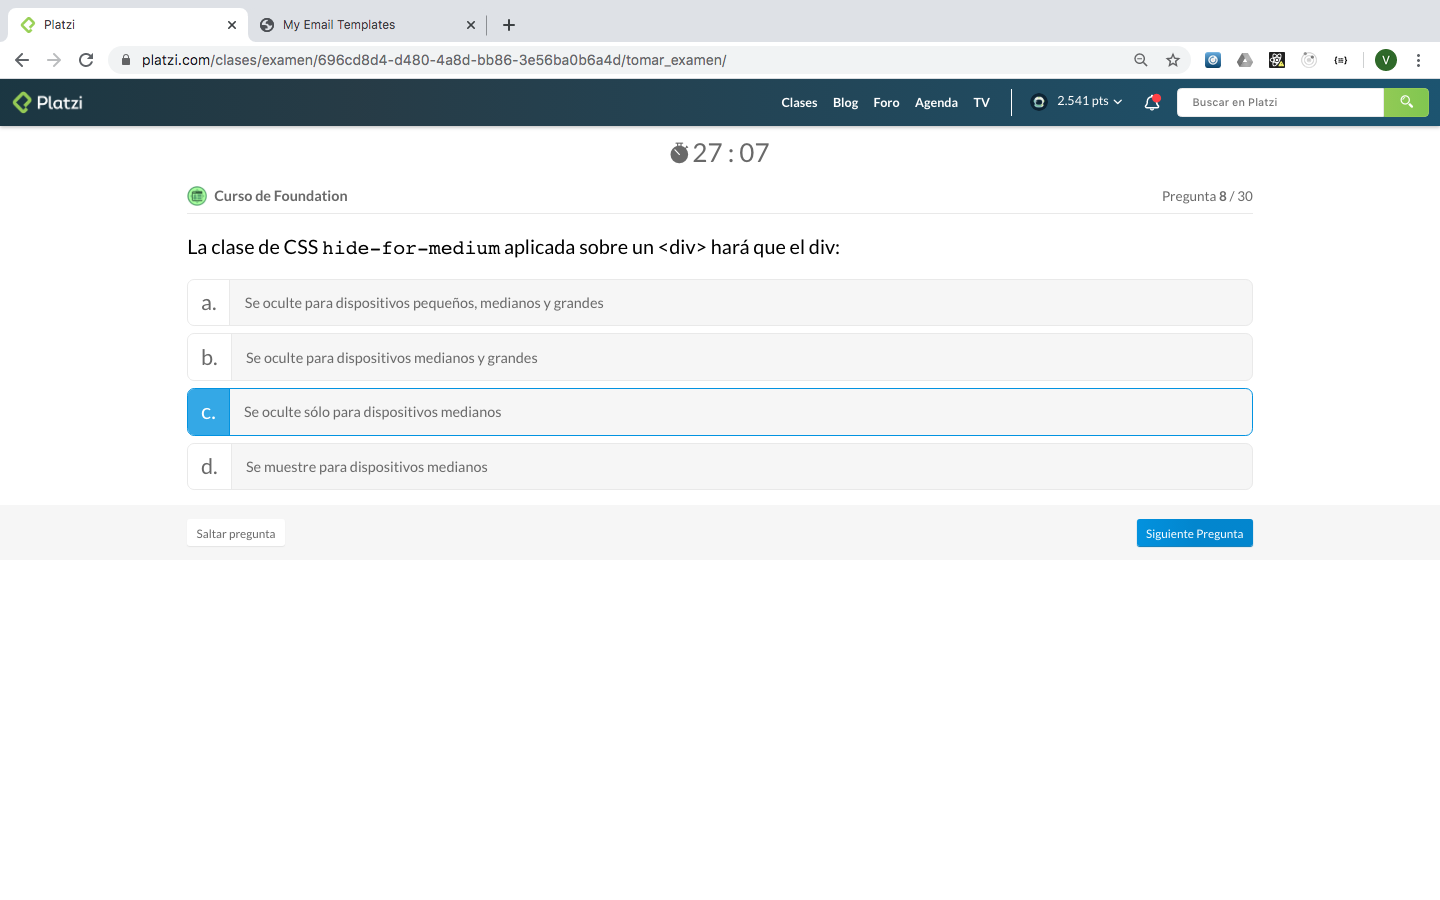 Platzi
My Email Templates
platzi.com/clases/examen/696cd8d4-d480-4a8d-bb86-3e56ba0b6a4d/tomar_examen/
V
Platzi
Clases Blog Foro Agenda TV 2.541 pts Buscar en Platzi
27 : 07
Curso de Foundation
Pregunta 8 / 30
La clase de CSS hide-for-medium aplicada sobre un <div> hará que el div:
a. Se oculte para dispositivos pequeños, medianos y grandes
b. Se oculte para dispositivos medianos y grandes
c. Se oculte sólo para dispositivos medianos
d. Se muestre para dispositivos medianos
Saltar pregunta
Siguiente Pregunta